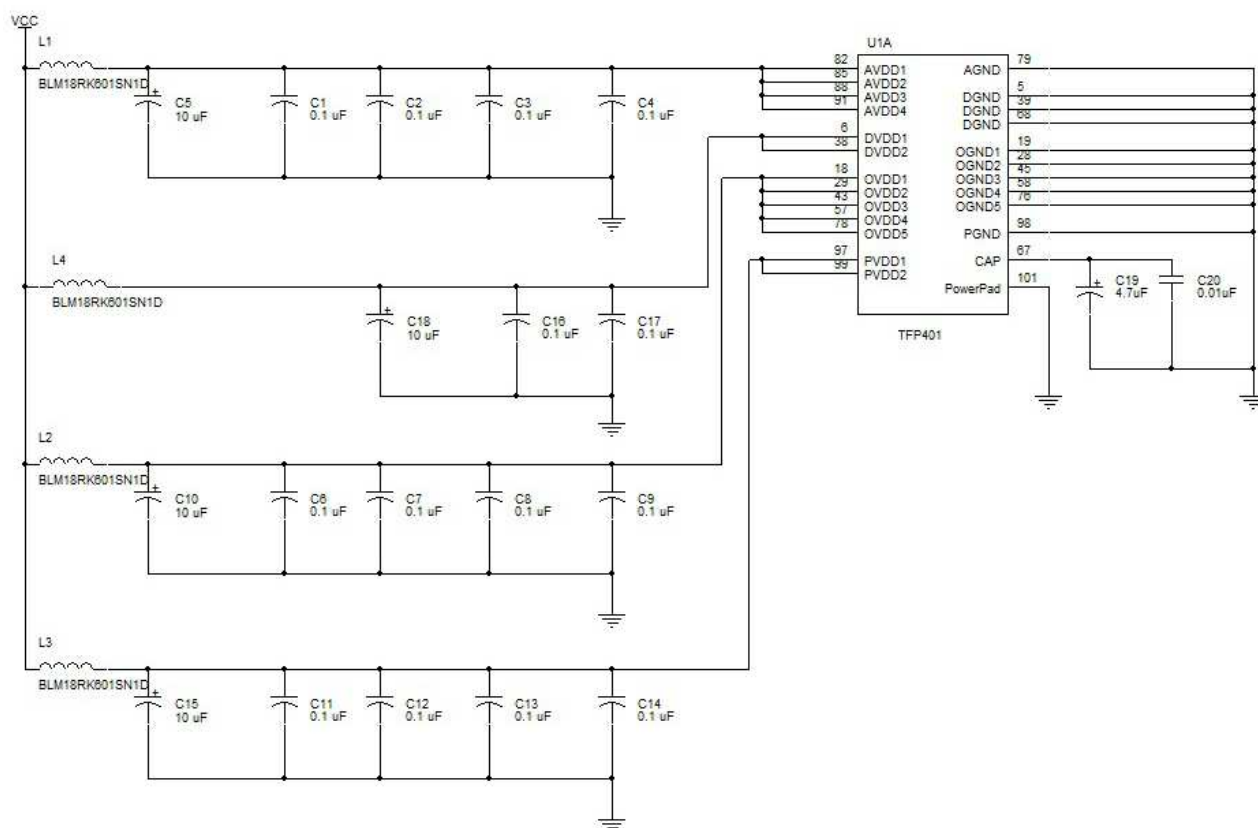 VCC
L1
BLM18RK601SN1D
C5
10 uF
C1
0.1 uF
C2
0.1 uF
C3
0.1 uF
C4
0.1 uF
U1A
82 AVDD1
85 AVDD2
88 AVDD3
91 AVDD4
6 DVDD1
38 DVDD2
18 OVDD1
29 OVDD2
43 OVDD3
57 OVDD4
78 OVDD5
97 PVDD1
99 PVDD2
AGND 79
DGND 5
DGND 39
DGND 68
OGND1 19
OGND2 28
OGND3 45
OGND4 58
OGND5 76
PGND 98
CAP 67
PowerPad 101
TFP401
C19
4.7uF
C20
0.01uF
L4
BLM18RK601SN1D
C18
10 uF
C16
0.1 uF
C17
0.1 uF
L2
BLM18RK601SN1D
C10
10 uF
C6
0.1 uF
C7
0.1 uF
C8
0.1 uF
C9
0.1 uF
L3
BLM18RK601SN1D
C15
10 uF
C11
0.1 uF
C12
0.1 uF
C13
0.1 uF
C14
0.1 uF